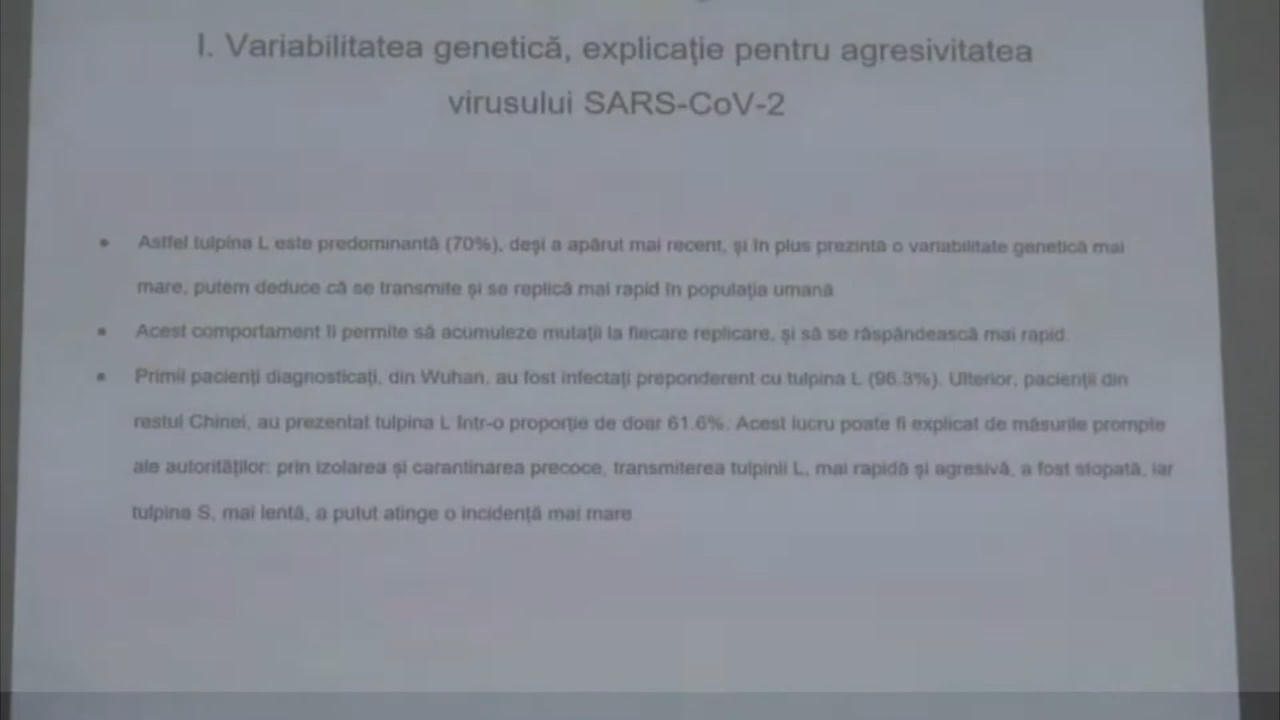 I. Variabilitatea genetică, explicaţie pentru agresivitatea
virusului SARS-CoV-2
Astfel tulpina L este predominantă (70%), deşi a apărut mai recent, şi în plus prezintă o variabilitate genetică mai
mare, putem deduce că se transmite şi se replică mai rapid în populaţia umană
Acest comportament îi permite să acumuleze mutaţii la fiecare replicare, şi să se răspândească mai rapid.
Primii pacienţi diagnosticaţi, din Wuhan, au fost infectaţi preponderent cu tulpina L (96.3%). Ulterior, pacienţii din
restul Chinei, au prezentat tulpina L într-o proporţie de doar 61.6%. Acest lucru poate fi explicat de măsurile prompte
ale autorităţilor: prin izolarea şi carantinarea precoce, transmiterea tulpinii L, mai rapidă şi agresivă, a fost stopată, iar
tulpina S, mai lentă, a putut atinge o incidenţă mai mare